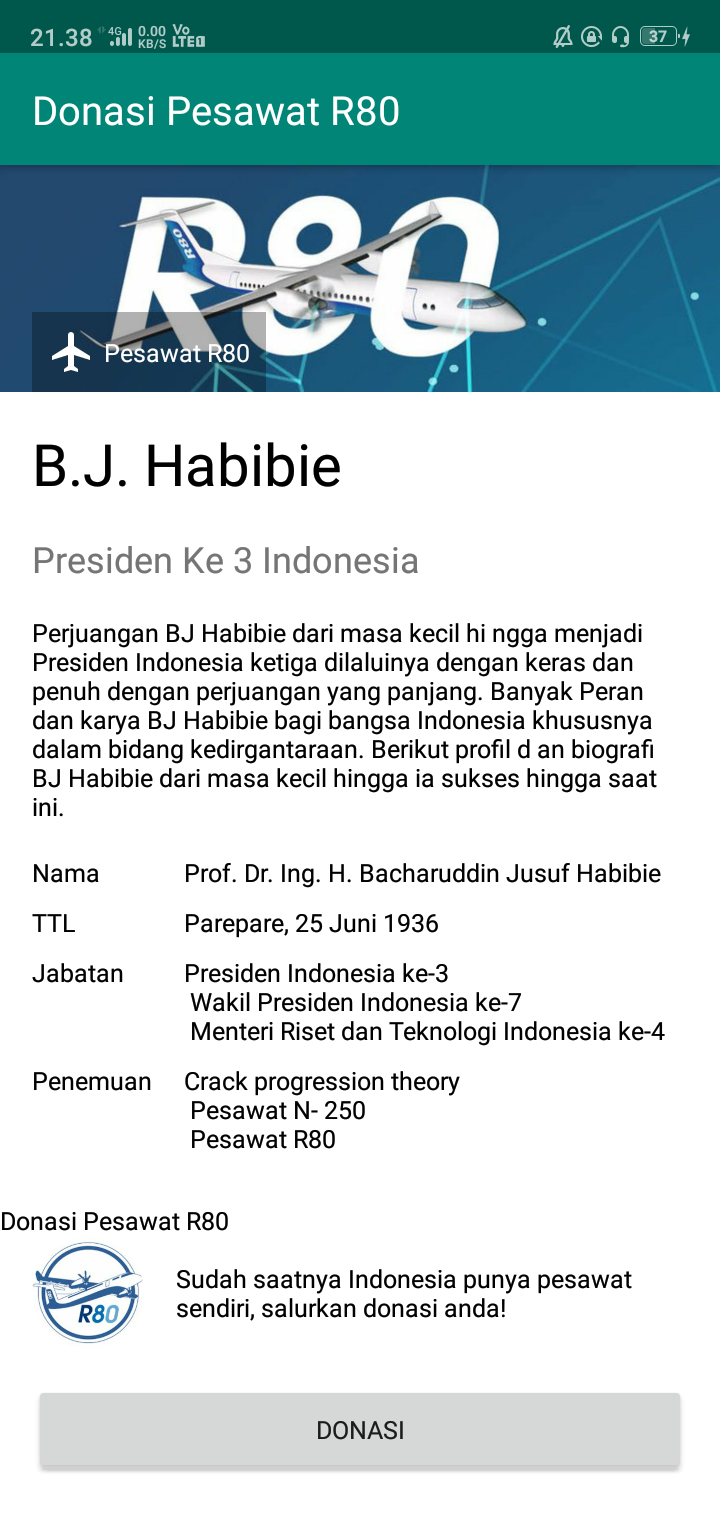 21.38 4G 0.00 KB/S Vo LTE1 37
Donasi Pesawat R80
R80
R80
Pesawat R80
B.J. Habibie
Presiden Ke 3 Indonesia
Perjuangan BJ Habibie dari masa kecil hi ngga menjadi
Presiden Indonesia ketiga dilaluinya dengan keras dan
penuh dengan perjuangan yang panjang. Banyak Peran
dan karya BJ Habibie bagi bangsa Indonesia khususnya
dalam bidang kedirgantaraan. Berikut profil d an biografi
BJ Habibie dari masa kecil hingga ia sukses hingga saat
ini.
Nama Prof. Dr. Ing. H. Bacharuddin Jusuf Habibie
TTL Parepare, 25 Juni 1936
Jabatan Presiden Indonesia ke-3
Wakil Presiden Indonesia ke-7
Menteri Riset dan Teknologi Indonesia ke-4
Penemuan Crack progression theory
Pesawat N- 250
Pesawat R80
Donasi Pesawat R80
R80
Sudah saatnya Indonesia punya pesawat
sendiri, salurkan donasi anda!
DONASI